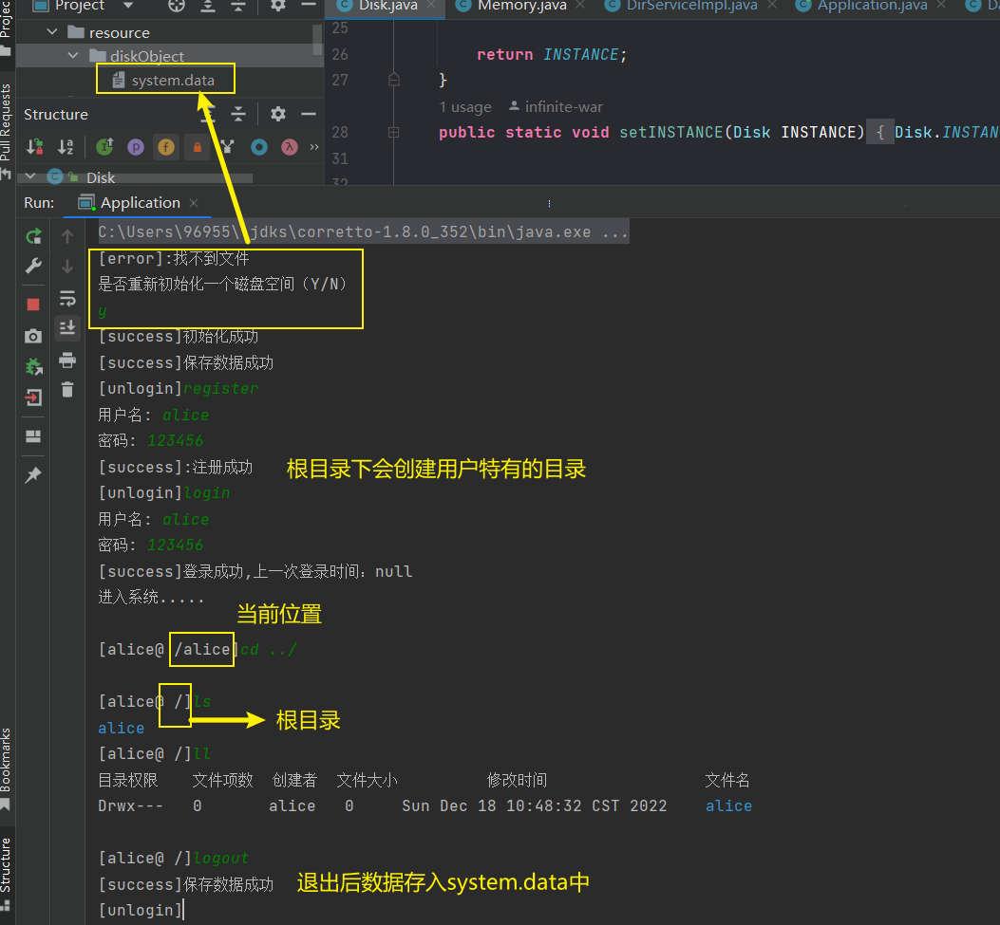 Project
Disk.java
Memory.java
DirServiceImpl.java
Application.java
resource
diskObject
system.data
Structure
Disk
Pull Requests
Bookmarks
Structure
25
26 return INSTANCE;
27 }
1 usage infinite-war
28 public static void setINSTANCE(Disk INSTANCE) { Disk.INSTAN
31
32
Run: Application
C:\Users\96955\.jdks\corretto-1.8.0_352\bin\java.exe ...
[error]:找不到文件
是否重新初始化一个磁盘空间（Y/N）
y
[success]初始化成功
[success]保存数据成功
[unlogin]register
用户名: alice
密码: 123456
[success]:注册成功 根目录下会创建用户特有的目录
[unlogin]login
用户名: alice
密码: 123456
[success]登录成功,上一次登录时间：null
进入系统.....
当前位置
[alice@ /alice]cd ../
[alice@ /]ls
根目录
alice
[alice@ /]ll
目录权限 文件项数 创建者 文件大小 修改时间 文件名
Drwx--- 0 alice 0 Sun Dec 18 10:48:32 CST 2022 alice
[alice@ /]logout
[success]保存数据成功 退出后数据存入system.data中
[unlogin]